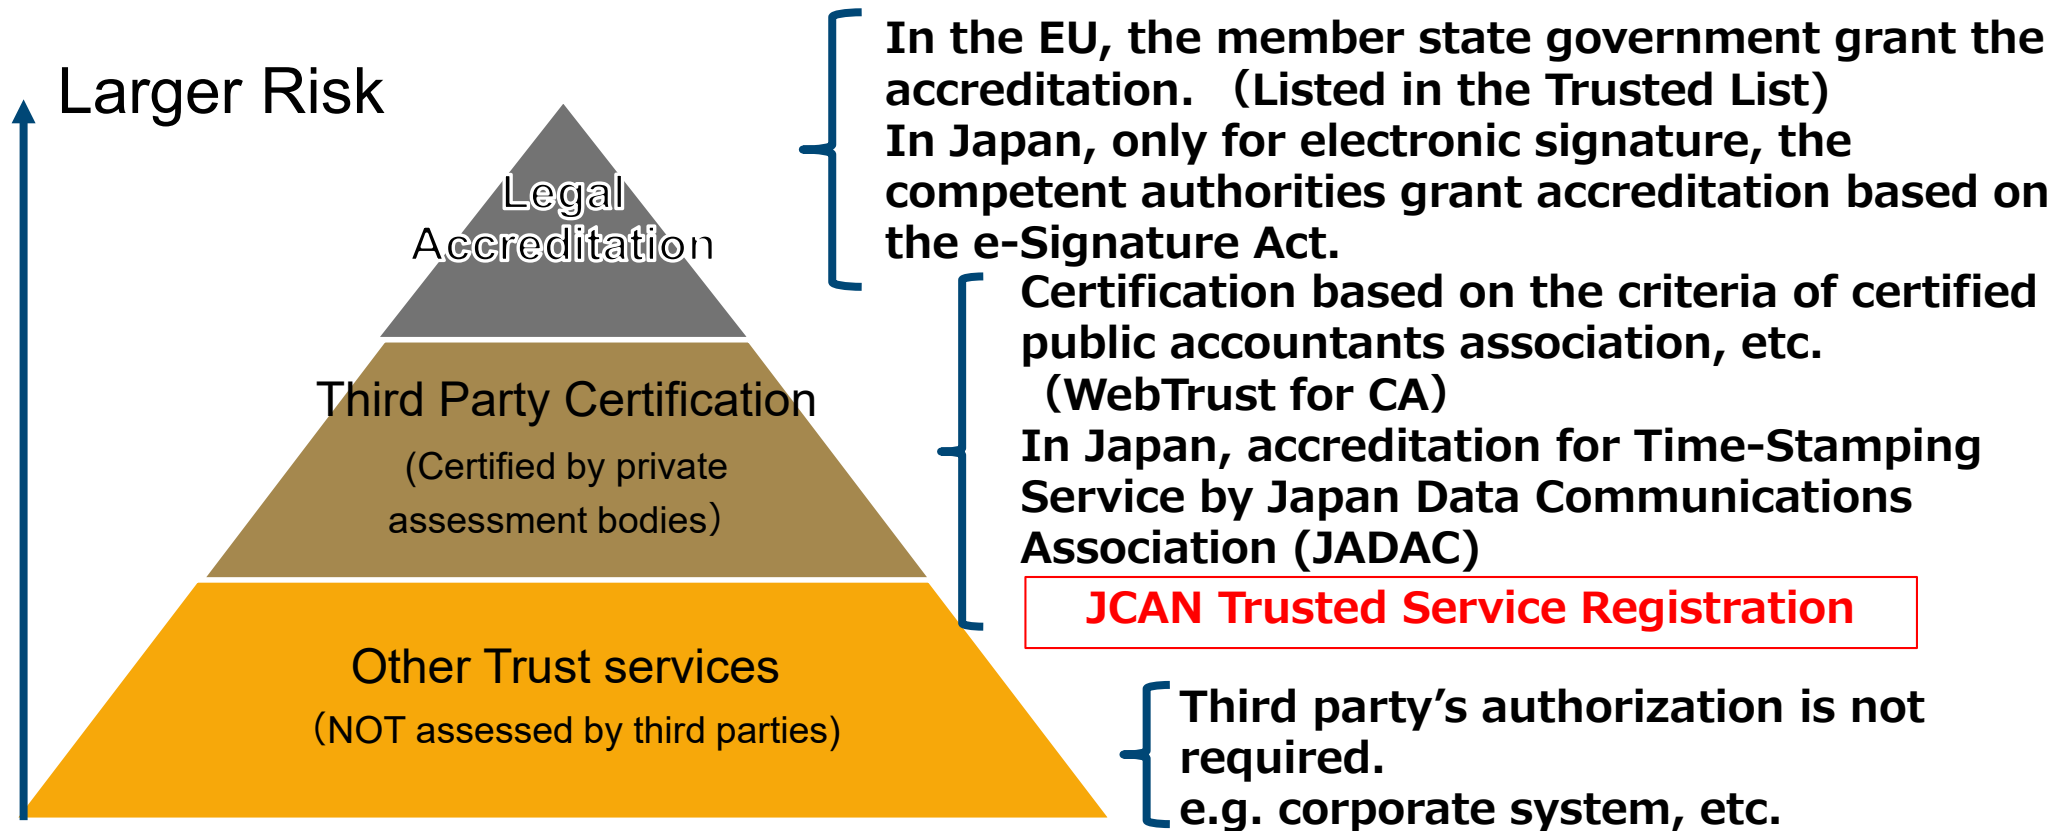 Larger Risk
Legal
Accreditation
Third Party Certification
(Certified by private
assessment bodies）
Other Trust services
（NOT assessed by third parties)
In the EU, the member state government grant the
accreditation. （Listed in the Trusted List)
In Japan, only for electronic signature, the
competent authorities grant accreditation based on
the e-Signature Act.
Certification based on the criteria of certified
public accountants association, etc.
（WebTrust for CA）
In Japan, accreditation for Time-Stamping
Service by Japan Data Communications
Association (JADAC)
JCAN Trusted Service Registration
Third party’s authorization is not
required.
e.g. corporate system, etc.